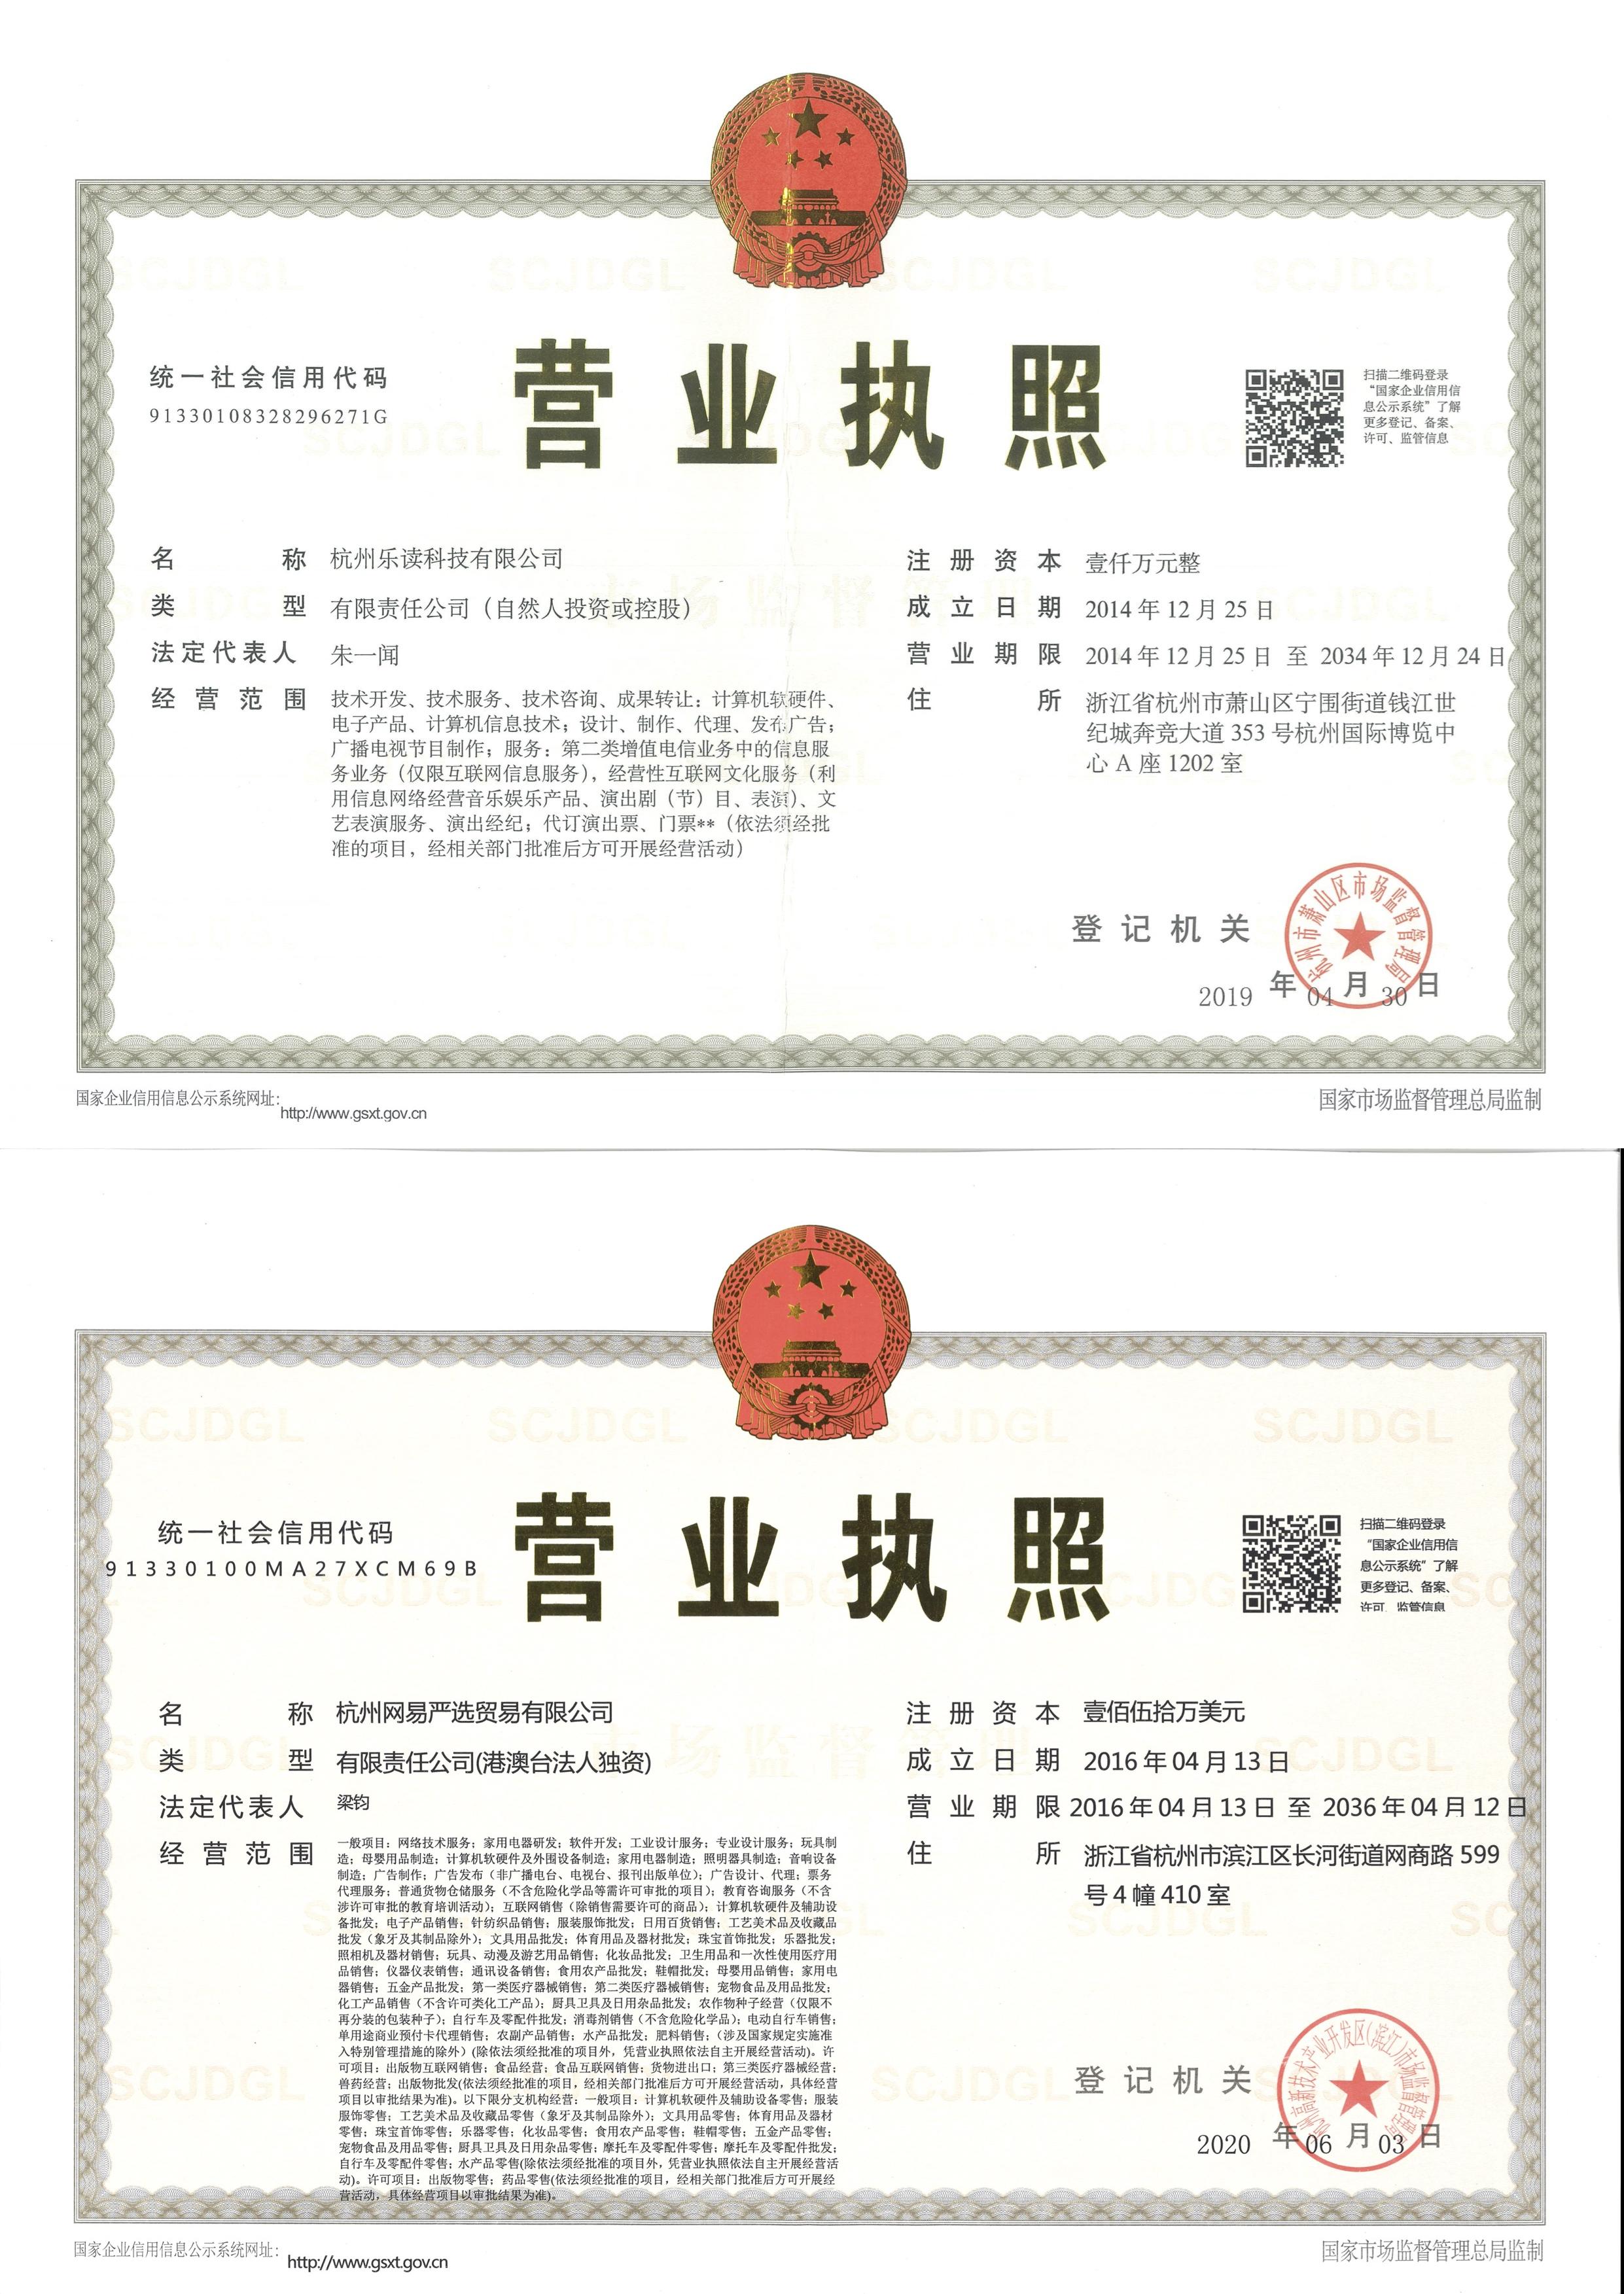 营业执照
统一社会信用代码
91330108328296271G
扫描二维码登录
“国家企业信用信
息公示系统”了解
更多登记、备案、
许可、监管信息
名 称 杭州乐读科技有限公司
类 型 有限责任公司（自然人投资或控股）
法定代表人 朱一闻
经营范围 技术开发、技术服务、技术咨询、成果转让：计算机软硬件、
电子产品、计算机信息技术；设计、制作、代理、发布广告；
广播电视节目制作；服务：第二类增值电信业务中的信息服
务业务（仅限互联网信息服务），经营性互联网文化服务（利
用信息网络经营音乐娱乐产品、演出剧（节）目、表演）、文
艺表演服务、演出经纪；代订演出票、门票**（依法须经批
准的项目，经相关部门批准后方可开展经营活动）
注册资本 壹仟万元整
成立日期 2014年12月25日
营业期限 2014年12月25日 至 2034年12月24日
住 所 浙江省杭州市萧山区宁围街道钱江世
纪城奔竞大道353号杭州国际博览中
心A座1202室
登记机关
杭州市萧山区市场监督管理局
2019 年 04 月 30 日
国家企业信用信息公示系统网址：http://www.gsxt.gov.cn
国家市场监督管理总局监制
营业执照
统一社会信用代码
91330100MA27XCM69B
扫描二维码登录
“国家企业信用信
息公示系统”了解
更多登记、备案、
许可、监管信息
名 称 杭州网易严选贸易有限公司
类 型 有限责任公司(港澳台法人独资)
法定代表人 梁钧
经营范围 一般项目：网络技术服务；家用电器研发；软件开发；工业设计服务；专业设计服务；玩具制
造；母婴用品制造；计算机软硬件及外围设备制造；家用电器制造；照明器具制造；音响设备
制造；广告制作；广告发布（非广播电台、电视台、报刊出版单位）；广告设计、代理；票务
代理服务；普通货物仓储服务（不含危险化学品等需许可审批的项目）；教育咨询服务（不含
涉许可审批的教育培训活动）；互联网销售（除销售需要许可的商品）；计算机软硬件及辅助设
备批发；电子产品销售；针纺织品销售；服装服饰批发；日用百货销售；工艺美术品及收藏品
批发（象牙及其制品除外）；文具用品批发；体育用品及器材批发；珠宝首饰批发；乐器批发；
照相机及器材销售；玩具、动漫及游艺用品销售；化妆品批发；卫生用品和一次性使用医疗用
品销售；仪器仪表销售；通讯设备销售；食用农产品批发；鞋帽批发；母婴用品销售；家用电
器销售；五金产品批发；第一类医疗器械销售；第二类医疗器械销售；宠物食品及用品批发；
化工产品销售（不含许可类化工产品）；厨具卫具及日用杂品批发；农作物种子经营（仅限不
再分装的包装种子）；自行车及零配件批发；消毒剂销售（不含危险化学品）；电动自行车销售；
单用途商业预付卡代理销售；农副产品销售；水产品批发；肥料销售；（涉及国家规定实施准
入特别管理措施的除外）(除依法须经批准的项目外，凭营业执照依法自主开展经营活动)。许
可项目：出版物互联网销售；食品经营；食品互联网销售；货物进出口；第三类医疗器械经营；
兽药经营；出版物批发(依法须经批准的项目，经相关部门批准后方可开展经营活动，具体经营
项目以审批结果为准)。以下限分支机构经营：一般项目：计算机软硬件及辅助设备零售；服装
服饰零售；工艺美术品及收藏品零售（象牙及其制品除外）；文具用品零售；体育用品及器材
零售；珠宝首饰零售；乐器零售；化妆品零售；食用农产品零售；鞋帽零售；五金产品零售；
宠物食品及用品零售；厨具卫具及日用杂品零售；摩托车及零配件零售；摩托车及零配件批发；
自行车及零配件零售；水产品零售(除依法须经批准的项目外，凭营业执照依法自主开展经营活
动)。许可项目：出版物零售；药品零售(依法须经批准的项目，经相关部门批准后方可开展经
营活动，具体经营项目以审批结果为准)。
注册资本 壹佰伍拾万美元
成立日期 2016年04月13日
营业期限 2016年04月13日 至 2036年04月12日
住 所 浙江省杭州市滨江区长河街道网商路599
号4幢410室
登记机关
杭州高新技术产业开发区(滨江)市场监督管理局
2020 年 06 月 03 日
国家企业信用信息公示系统网址：http://www.gsxt.gov.cn
国家市场监督管理总局监制